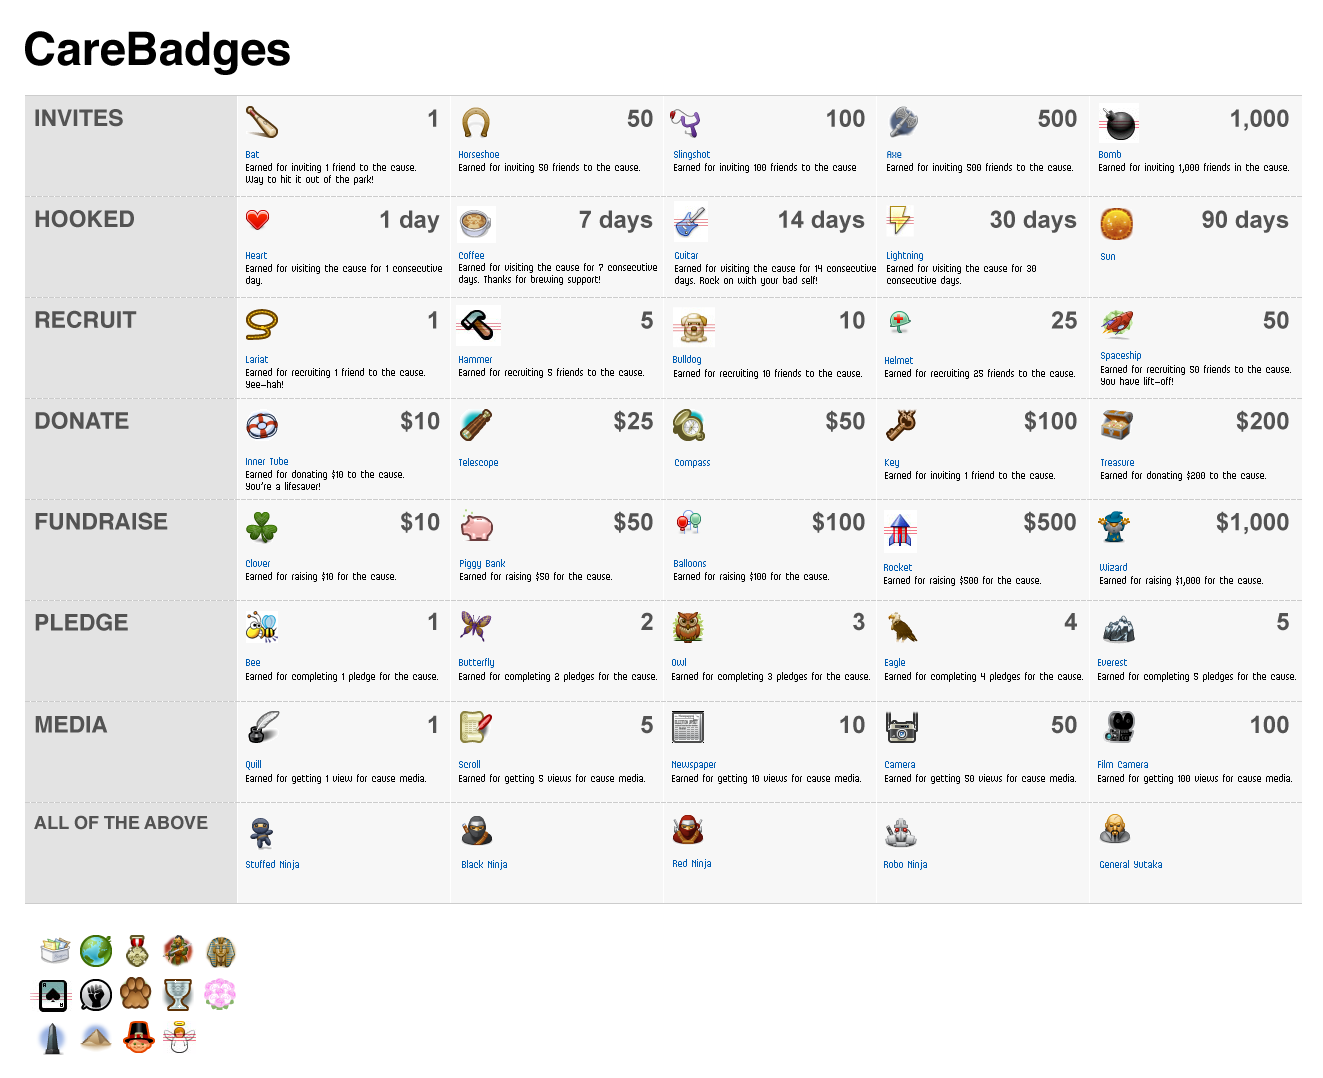 CareBadges
INVITES
1
Bat
Earned for inviting 1 friend to the cause.
Way to hit it out of the park!
50
Horseshoe
Earned for inviting 50 friends to the cause.
100
Slingshot
Earned for inviting 100 friends to the cause
500
Axe
Earned for inviting 500 friends to the cause.
1,000
Bomb
Earned for inviting 1,000 friends in the cause.
HOOKED
1 day
Heart
Earned for visiting the cause for 1 consecutive
day.
7 days
Coffee
Earned for visiting the cause for 7 consecutive
days. Thanks for brewing support!
14 days
Guitar
Earned for visiting the cause for 14 consecutive
days. Rock on with your bad self!
30 days
Lightning
Earned for visiting the cause for 30
consecutive days.
90 days
Sun
RECRUIT
1
Lariat
Earned for recruiting 1 friend to the cause.
Yee-hah!
5
Hammer
Earned for recruiting 5 friends to the cause.
10
Bulldog
Earned for recruiting 10 friends to the cause.
25
Helmet
Earned for recruiting 25 friends to the cause.
50
Spaceship
Earned for recruiting 50 friends to the cause.
You have lift-off!
DONATE
$10
Inner Tube
Earned for donating $10 to the cause.
You're a lifesaver!
$25
Telescope
$50
Compass
$100
Key
Earned for inviting 1 friend to the cause.
$200
Treasure
Earned for donating $200 to the cause.
FUNDRAISE
$10
Clover
Earned for raising $10 for the cause.
$50
Piggy Bank
Earned for raising $50 for the cause.
$100
Balloons
Earned for raising $100 for the cause.
$500
Rocket
Earned for raising $500 for the cause.
$1,000
Wizard
Earned for raising $1,000 for the cause.
PLEDGE
1
Bee
Earned for completing 1 pledge for the cause.
2
Butterfly
Earned for completing 2 pledges for the cause.
3
Owl
Earned for completing 3 pledges for the cause.
4
Eagle
Earned for completing 4 pledges for the cause.
5
Everest
Earned for completing 5 pledges for the cause.
MEDIA
1
Quill
Earned for getting 1 view for cause media.
5
Scroll
Earned for getting 5 views for cause media.
10
Newspaper
Earned for getting 10 views for cause media.
50
Camera
Earned for getting 50 views for cause media.
100
Film Camera
Earned for getting 100 views for cause media.
ALL OF THE ABOVE
Stuffed Ninja
Black Ninja
Red Ninja
Robo Ninja
General Yutaka